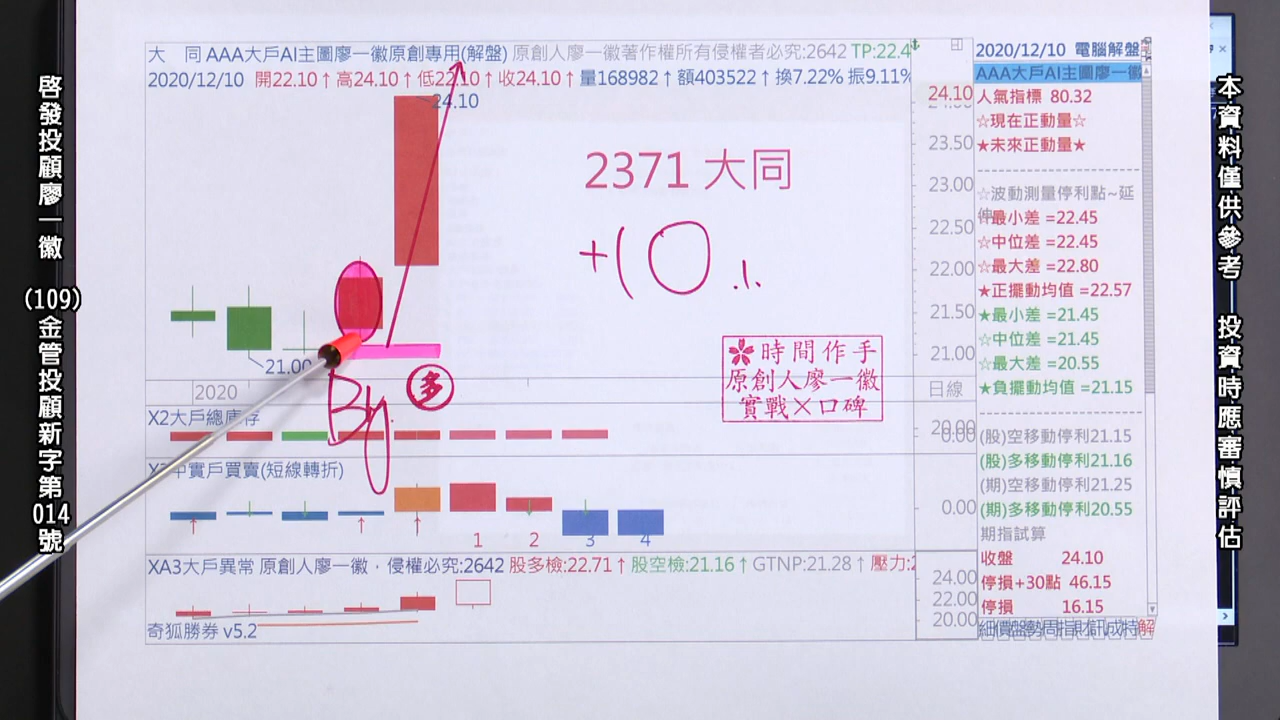 啓發投顧廖一徽
(109)金管投顧新字第014號
大 同 AAA大戶AI主圖廖一徽原創專用(解盤) 原創人廖一徽著作權所有侵權者必究:2642 TP:22.4
2020/12/10 開22.10↑ 高24.10↑ 低22.10↑ 收24.10↑ 量168982↑ 額403522↑ 換7.22% 振9.11%
24.10
21.00
2371 大同
+10%
By
多
時間作手
原創人廖一徽
實戰×口碑
24.10
23.50
23.00
22.50
22.00
21.50
21.00
2020
日線
X2大戶總庫存
20.00
0.00
中實戶買賣(短線轉折)
0.00
1 2 3 4
XA3大戶異常 原創人廖一徽,侵權必究:2642 股多檢:22.71↑ 股空檢:21.16↑ GTNP:21.28↑ 壓力:2
24.00
22.00
20.00
奇狐勝券 v5.2
2020/12/10 電腦解盤
AAA大戶AI主圖廖一徽
人氣指標 80.32
☆現在正動量☆
★未來正動量★
☆波動測量停利點~延伸
最小差 =22.45
☆中位差 =22.45
☆最大差 =22.80
★正擺動均值 =22.57
★最小差 =21.45
☆中位差 =21.45
☆最大差 =20.55
★負擺動均值 =21.15
(股)空移動停利21.15
(股)多移動停利21.16
(期)空移動停利21.25
(期)多移動停利20.55
期指試算
收盤 24.10
停損+30點 46.15
停損 16.15
本資料僅供參考 投資時應審慎評估